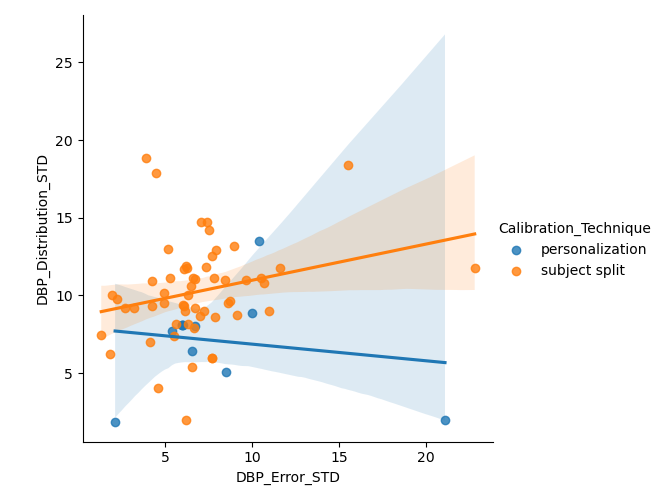 25
20
15
10
5
DBP_Distribution_STD
5
10
15
20
DBP_Error_STD
Calibration_Technique
personalization
subject split